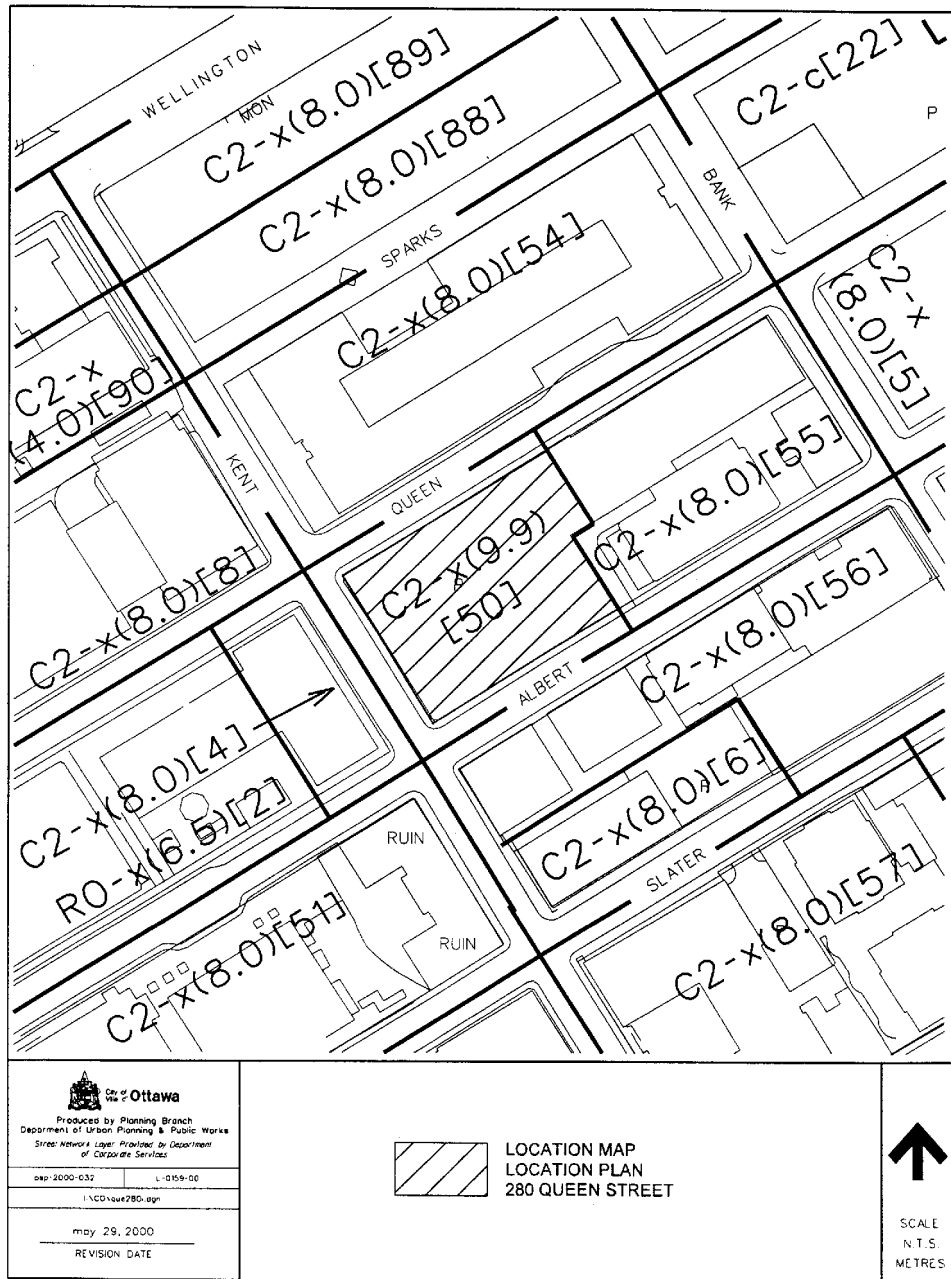 WELLINGTON
MON
C2-x(8.0)[89]
C2-x(8.0)[88]
C2-c[22]
P
BANK
SPARKS
C2-x(8.0)[54]
C2-x
(8.0)[5]
C2-x
(4.0)[90]
KENT
QUEEN
C2-x(8.0)[55]
C2-x(9.9)
[50]
C2-x(8.0)[8]
C2-x(8.0)[56]
ALBERT
C2-x(8.0)[4]
RO-x(6.5)[2]
C2-x(8.0)[6]
SLATER
RUIN
RUIN
C2-x(8.0)[51]
C2-x(8.0)[57]
City of
Ville d'
Ottawa
Produced by Planning Branch
Department of Urban Planning & Public Works
Street Network Layer Provided by Department
of Corporate Services
osp-2000-032
L-0159-00
may 29, 2000
REVISION DATE
LOCATION MAP
LOCATION PLAN
280 QUEEN STREET
SCALE
N.T.S.
METRES